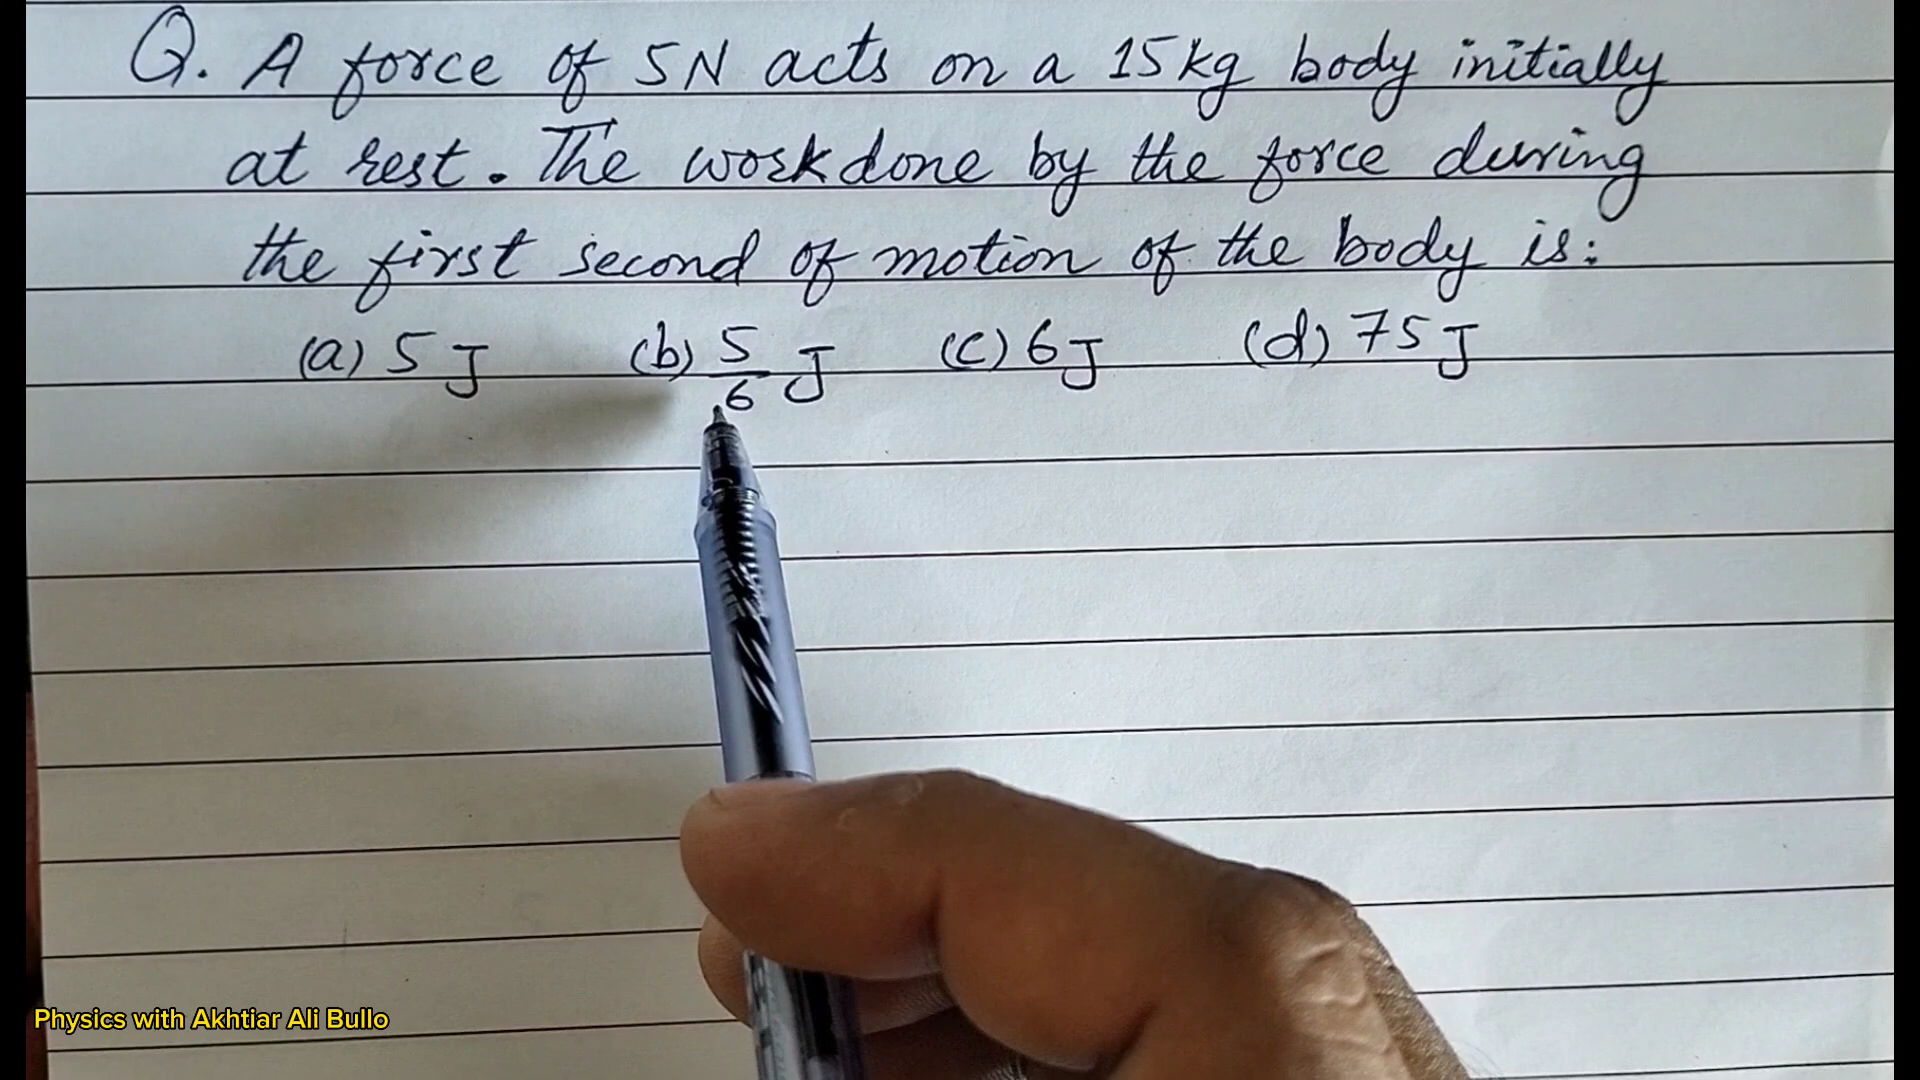 Q. A force of 5N acts on a 15kg body initially
at rest. The work done by the force during
the first second of motion of the body is:
(a) 5 J (b) 5/6 J (c) 6 J (d) 75 J
Physics with Akhtiar Ali Bullo